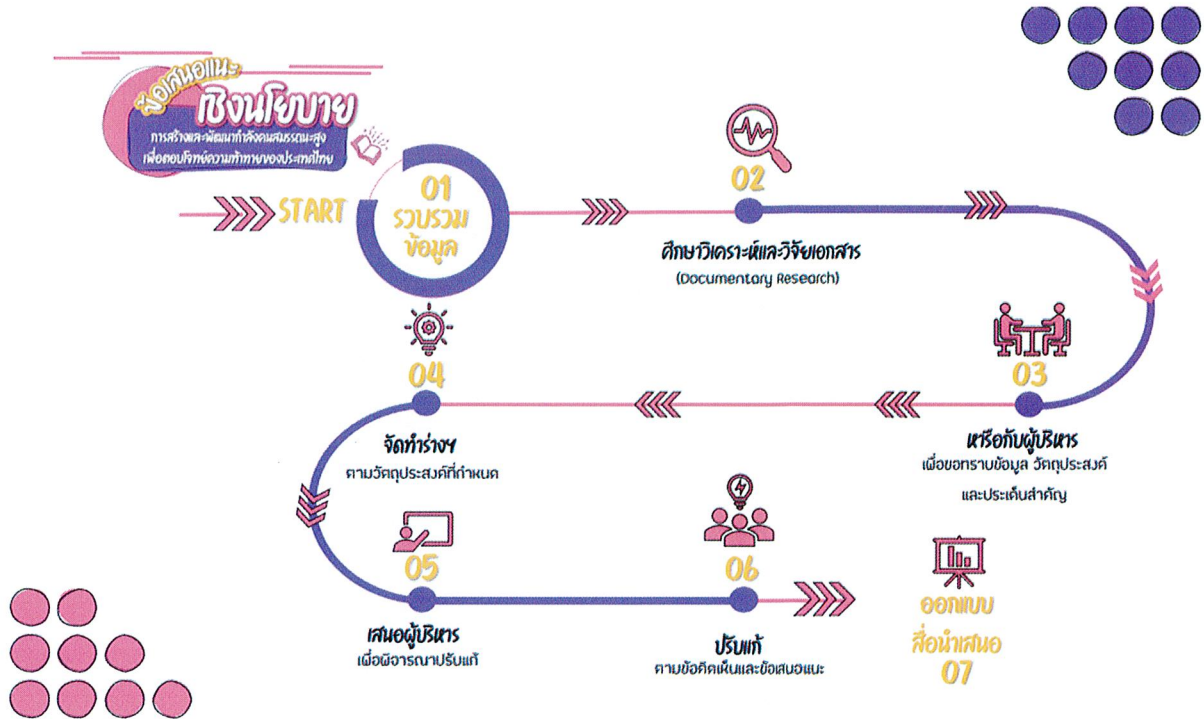 ข้อเสนอแนะ
เชิงนโยบาย
การสร้างและพัฒนากำลังคนสมรรถนะสูง
เพื่อตอบโจทย์ความท้าทายของประเทศไทย
START
01
รวบรวม
ข้อมูล
02
ศึกษาวิเคราะห์และวิจัยเอกสาร
(Documentary Research)
03
หารือกับผู้บริหาร
เพื่อขอทราบข้อมูล วัตถุประสงค์
และประเด็นสำคัญ
04
จัดทำร่างฯ
ตามวัตถุประสงค์ที่กำหนด
05
เสนอผู้บริหาร
เพื่อพิจารณาปรับแก้
06
ปรับแก้
ตามข้อคิดเห็นและข้อเสนอแนะ
ออกแบบ
สื่อนำเสนอ
07